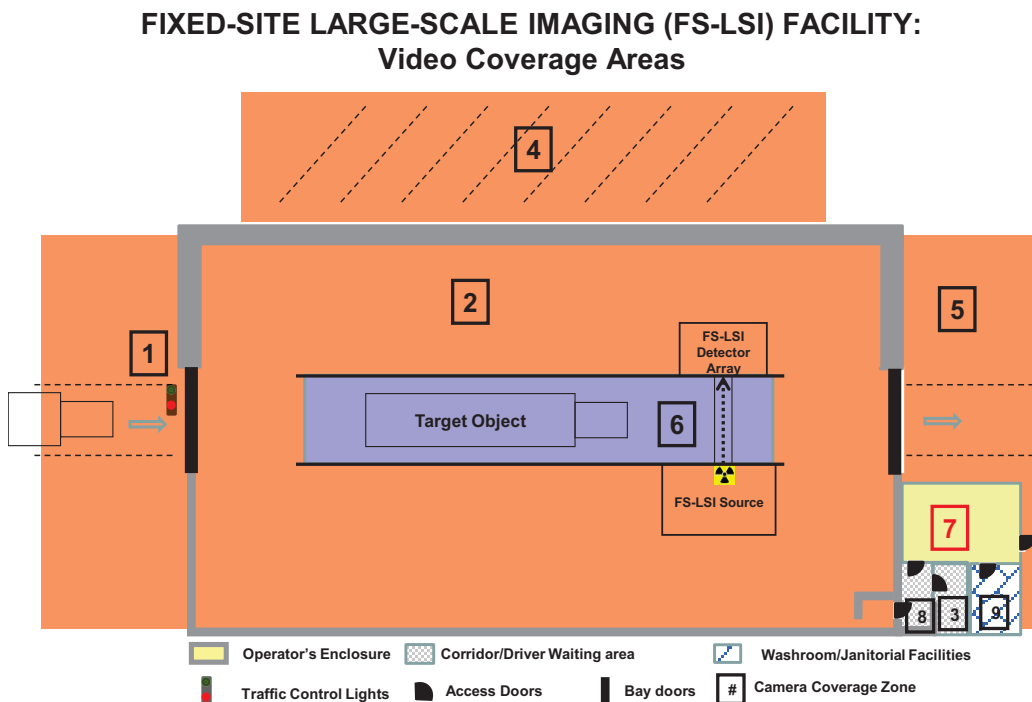 FIXED-SITE LARGE-SCALE IMAGING (FS-LSI) FACILITY:
Video Coverage Areas
4
2
5
1
FS-LSI
Detector
Array
Target Object
6
FS-LSI Source
7
8
3
9
Operator's Enclosure
Corridor/Driver Waiting area
Washroom/Janitorial Facilities
Traffic Control Lights
Access Doors
Bay doors
# Camera Coverage Zone